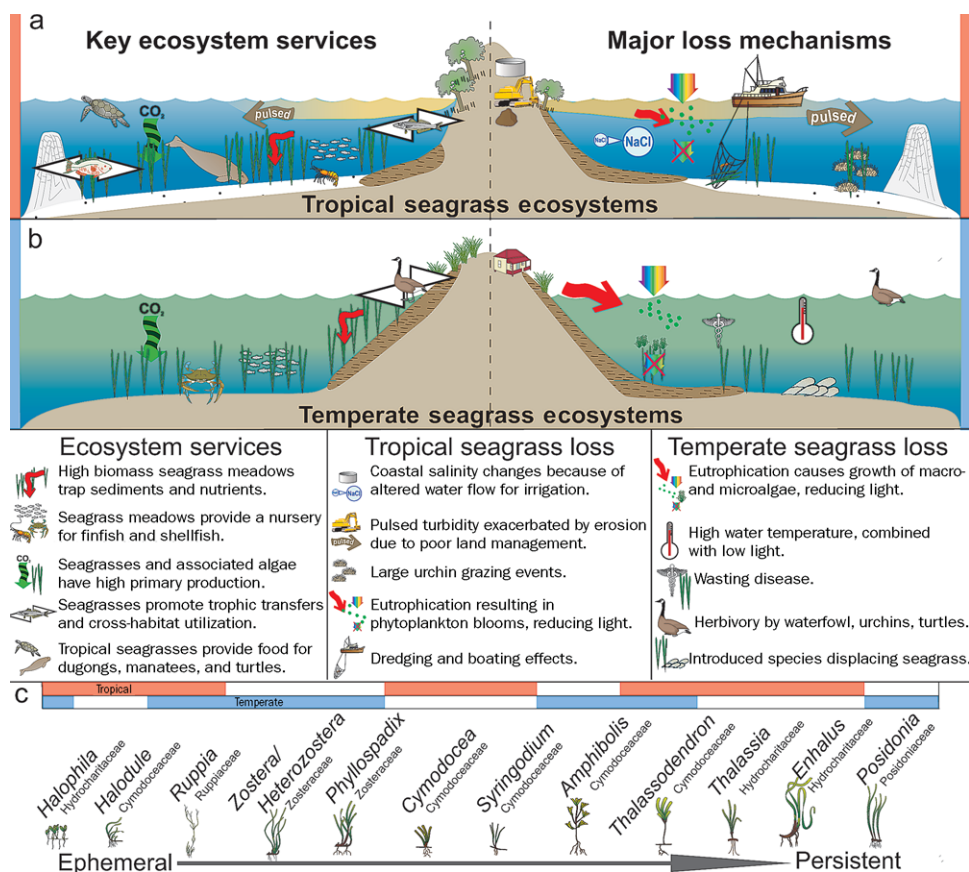 a
Key ecosystem services
Major loss mechanisms
CO₂
pulsed
NaCl
NaCl
pulsed
Tropical seagrass ecosystems
b
CO₂
Temperate seagrass ecosystems
Ecosystem services
High biomass seagrass meadows
trap sediments and nutrients.
Seagrass meadows provide a nursery
for finfish and shellfish.
CO₂
Seagrasses and associated algae
have high primary production.
Seagrasses promote trophic transfers
and cross-habitat utilization.
Tropical seagrasses provide food for
dugongs, manatees, and turtles.
Tropical seagrass loss
Coastal salinity changes because of
altered water flow for irrigation.
NaCl
Pulsed turbidity exacerbated by erosion
due to poor land management.
pulsed
Large urchin grazing events.
Eutrophication resulting in
phytoplankton blooms, reducing light.
Dredging and boating effects.
Temperate seagrass loss
Eutrophication causes growth of macro-
and microalgae, reducing light.
High water temperature, combined
with low light.
Wasting disease.
Herbivory by waterfowl, urchins, turtles.
Introduced species displacing seagrass.
c
Tropical
Temperate
Halophila
Hydrocharitaceae
Halodule
Cymodoceaceae
Ruppia
Ruppiaceae
Zostera/
Heterozostera
Zosteraceae
Phyllospadix
Zosteraceae
Cymodocea
Cymodoceaceae
Syringodium
Cymodoceaceae
Amphibolis
Cymodoceaceae
Thalassodendron
Cymodoceaceae
Thalassia
Hydrocharitaceae
Enhalus
Hydrocharitaceae
Posidonia
Posidoniaceae
Ephemeral
Persistent